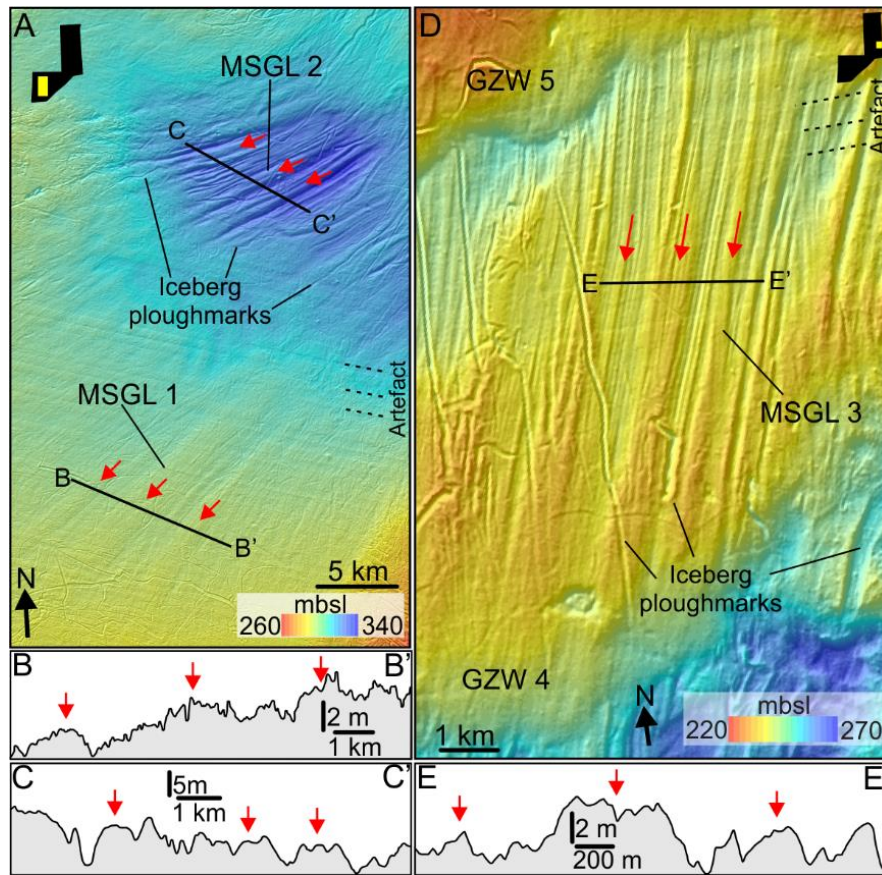 A
MSGL 2
C
C'
Iceberg
ploughmarks
MSGL 1
Artefact
B
B'
5 km
N
mbsl
260
340
D
GZW 5
Artefact
E
E'
MSGL 3
Iceberg
ploughmarks
GZW 4
N
mbsl
220
270
1 km
B
B'
2 m
1 km
C
C'
5m
1 km
E
E
2 m
200 m